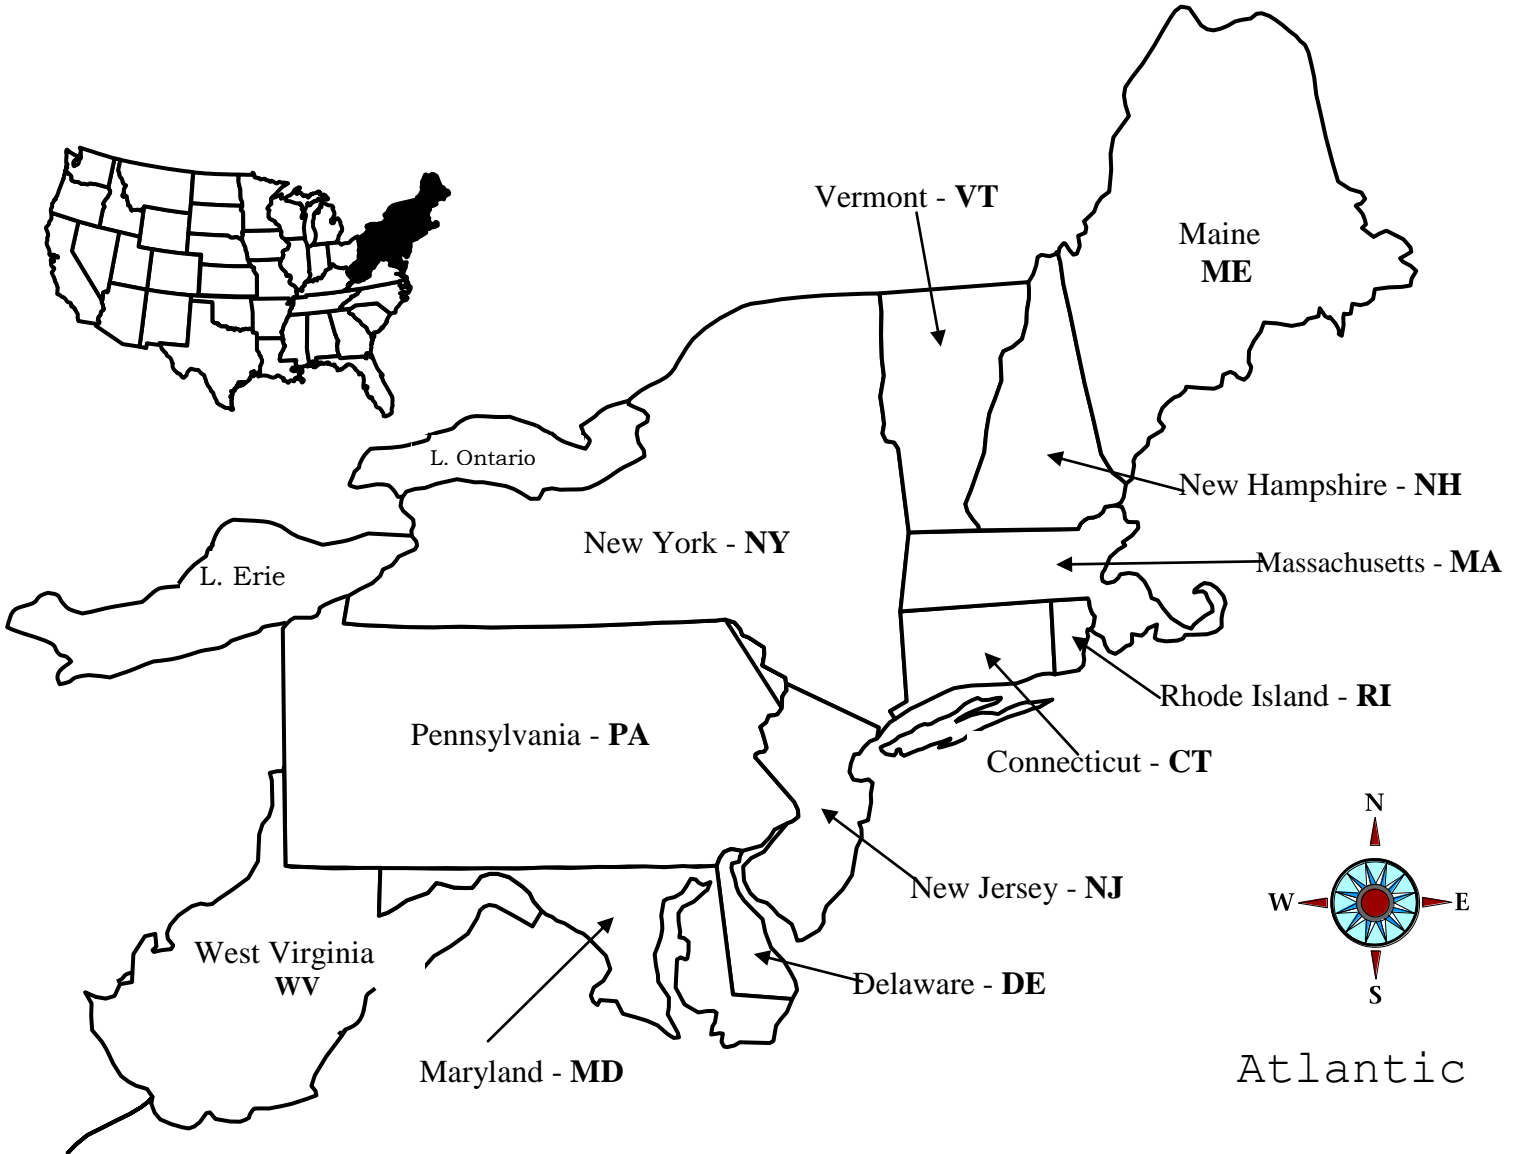 Vermont - VT
Maine
ME
L. Ontario
New Hampshire - NH
New York - NY
Massachusetts - MA
L. Erie
Rhode Island - RI
Pennsylvania - PA
Connecticut - CT
N
New Jersey - NJ
W E
West Virginia
WV
Delaware - DE
S
Maryland - MD
Atlantic